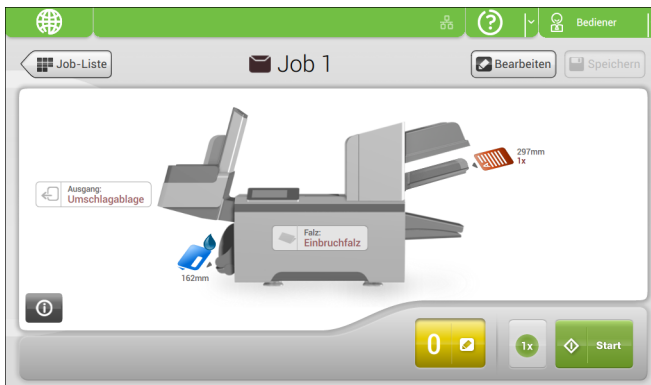 Bediener
Job-Liste
Job 1
Bearbeiten
Speichern
297mm
1x
Ausgang:
Umschlagablage
Falz:
Einbruchfalz
162mm
0
1x
Start